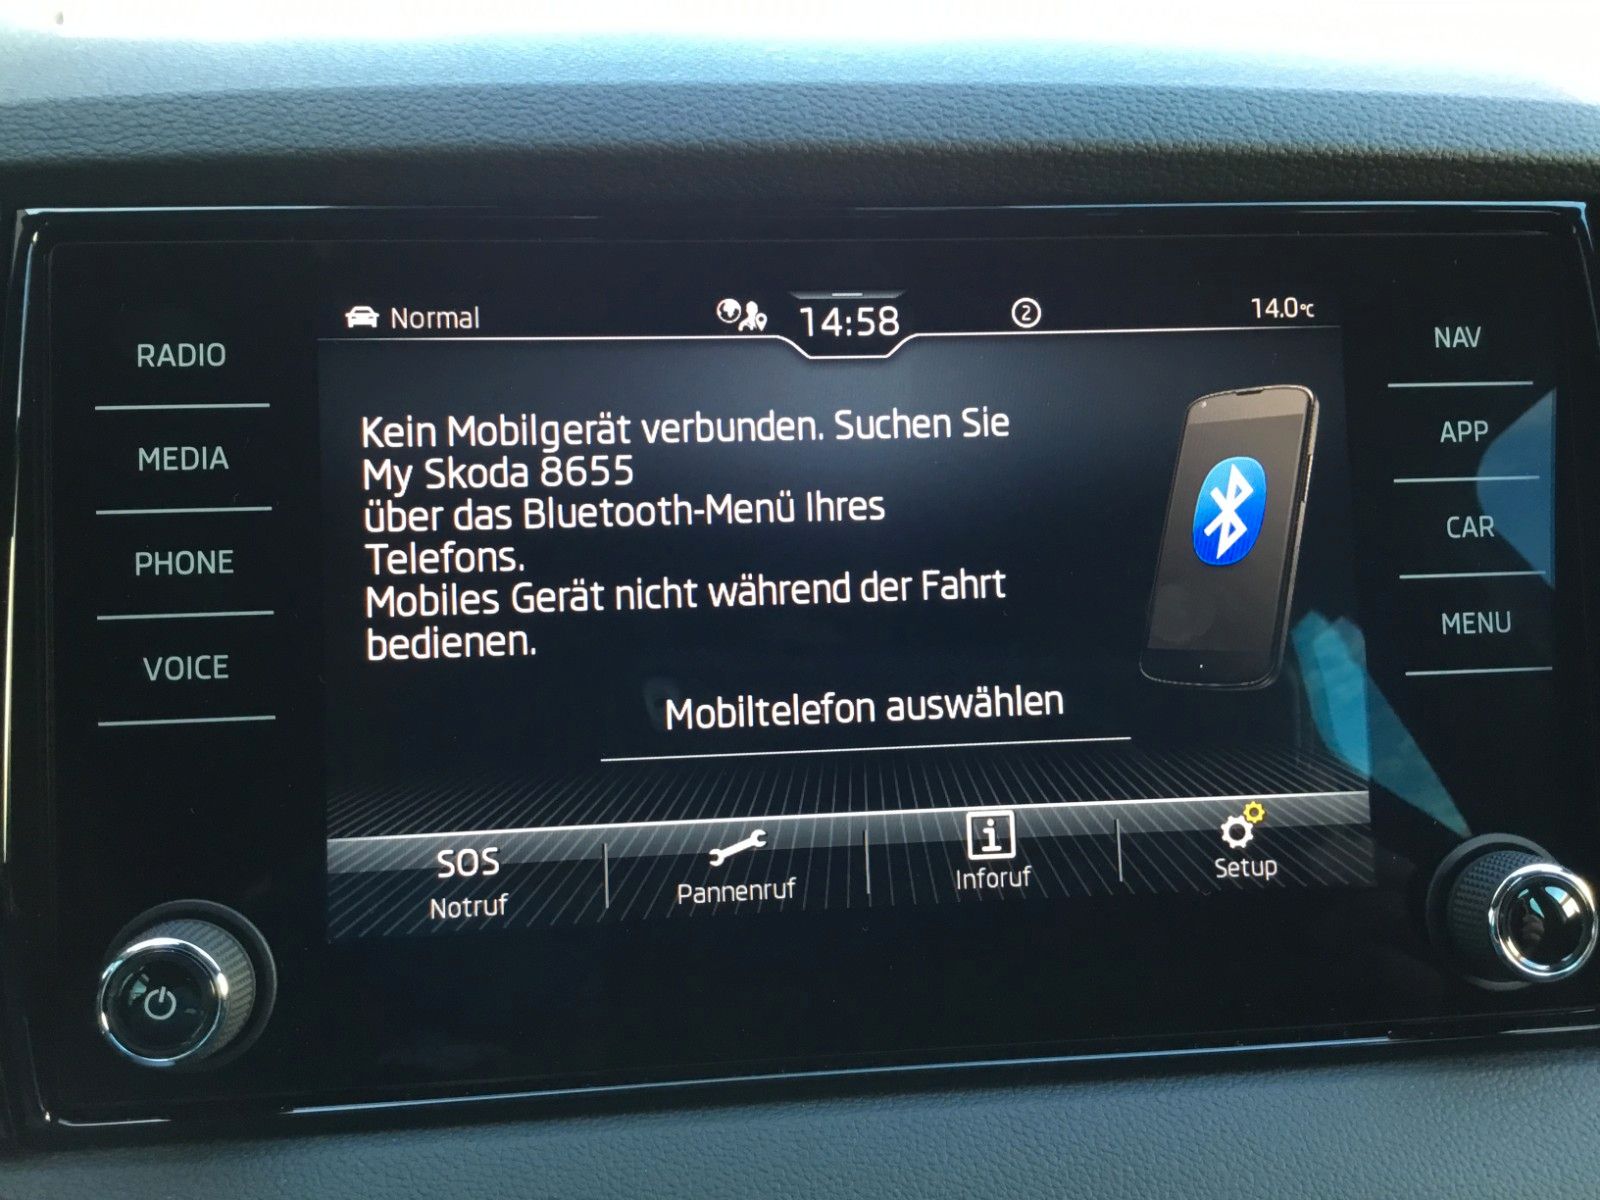 Normal
14:58
2
14.0°C
RADIO
MEDIA
PHONE
VOICE
Kein Mobilgerät verbunden. Suchen Sie
My Skoda 8655
über das Bluetooth-Menü Ihres
Telefons.
Mobiles Gerät nicht während der Fahrt
bedienen.
Mobiltelefon auswählen
SOS
Notruf
Pannenruf
i
Inforuf
Setup
NAV
APP
CAR
MENU